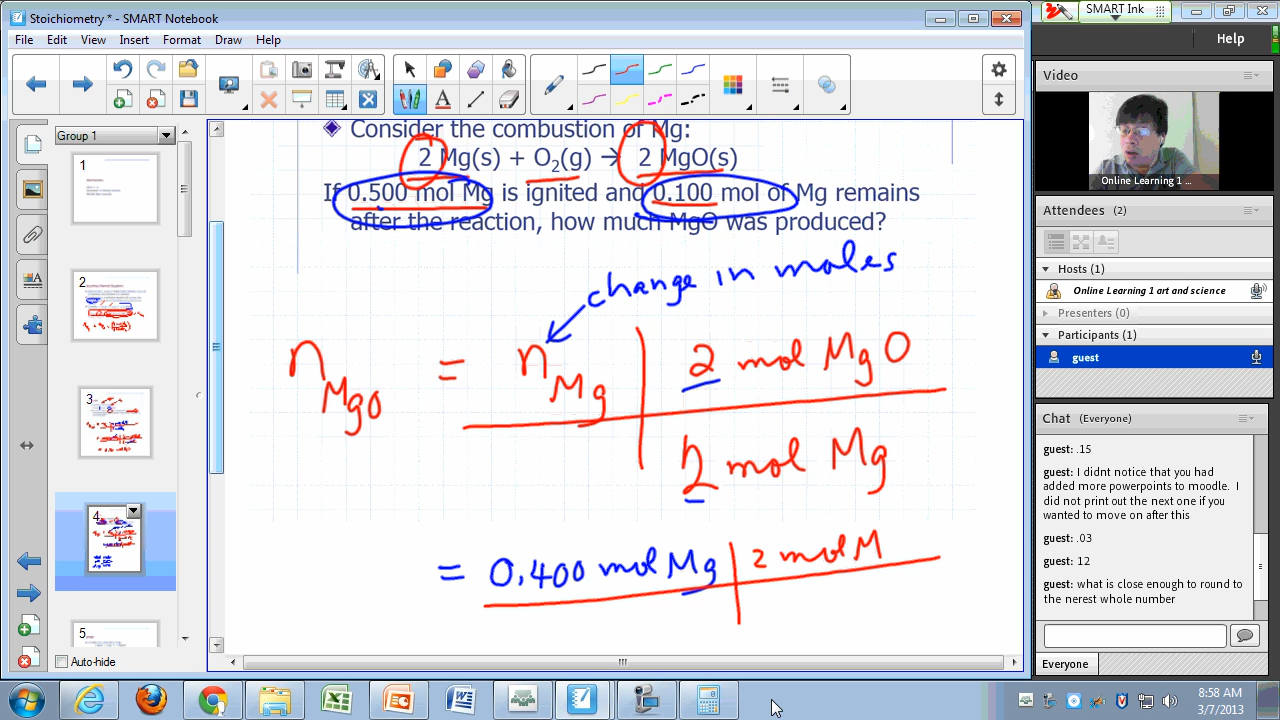 Stoichiometry * - SMART Notebook
SMART Ink
File Edit View Insert Format Draw Help
Help
Group 1
1
2
3
4
5
Auto-hide
Consider the combustion of Mg:
2 Mg(s) + O₂(g) → 2 MgO(s)
If 0.500 mol Mg is ignited and 0.100 mol of Mg remains
after the reaction, how much MgO was produced?
change in moles
n MgO = n Mg | 2 mol MgO
2 mol Mg
= 0.400 mol Mg | 2 mol M
Video
Online Learning 1 ...
Attendees (2)
Hosts (1)
Online Learning 1 art and science
Presenters (0)
Participants (1)
guest
Chat (Everyone)
guest: .15
guest: I didnt notice that you had
added more powerpoints to moodle. I
did not print out the next one if you
wanted to move on after this
guest: .03
guest: 12
guest: what is close enough to round to
the nerest whole number
Everyone
8:58 AM
3/7/2013